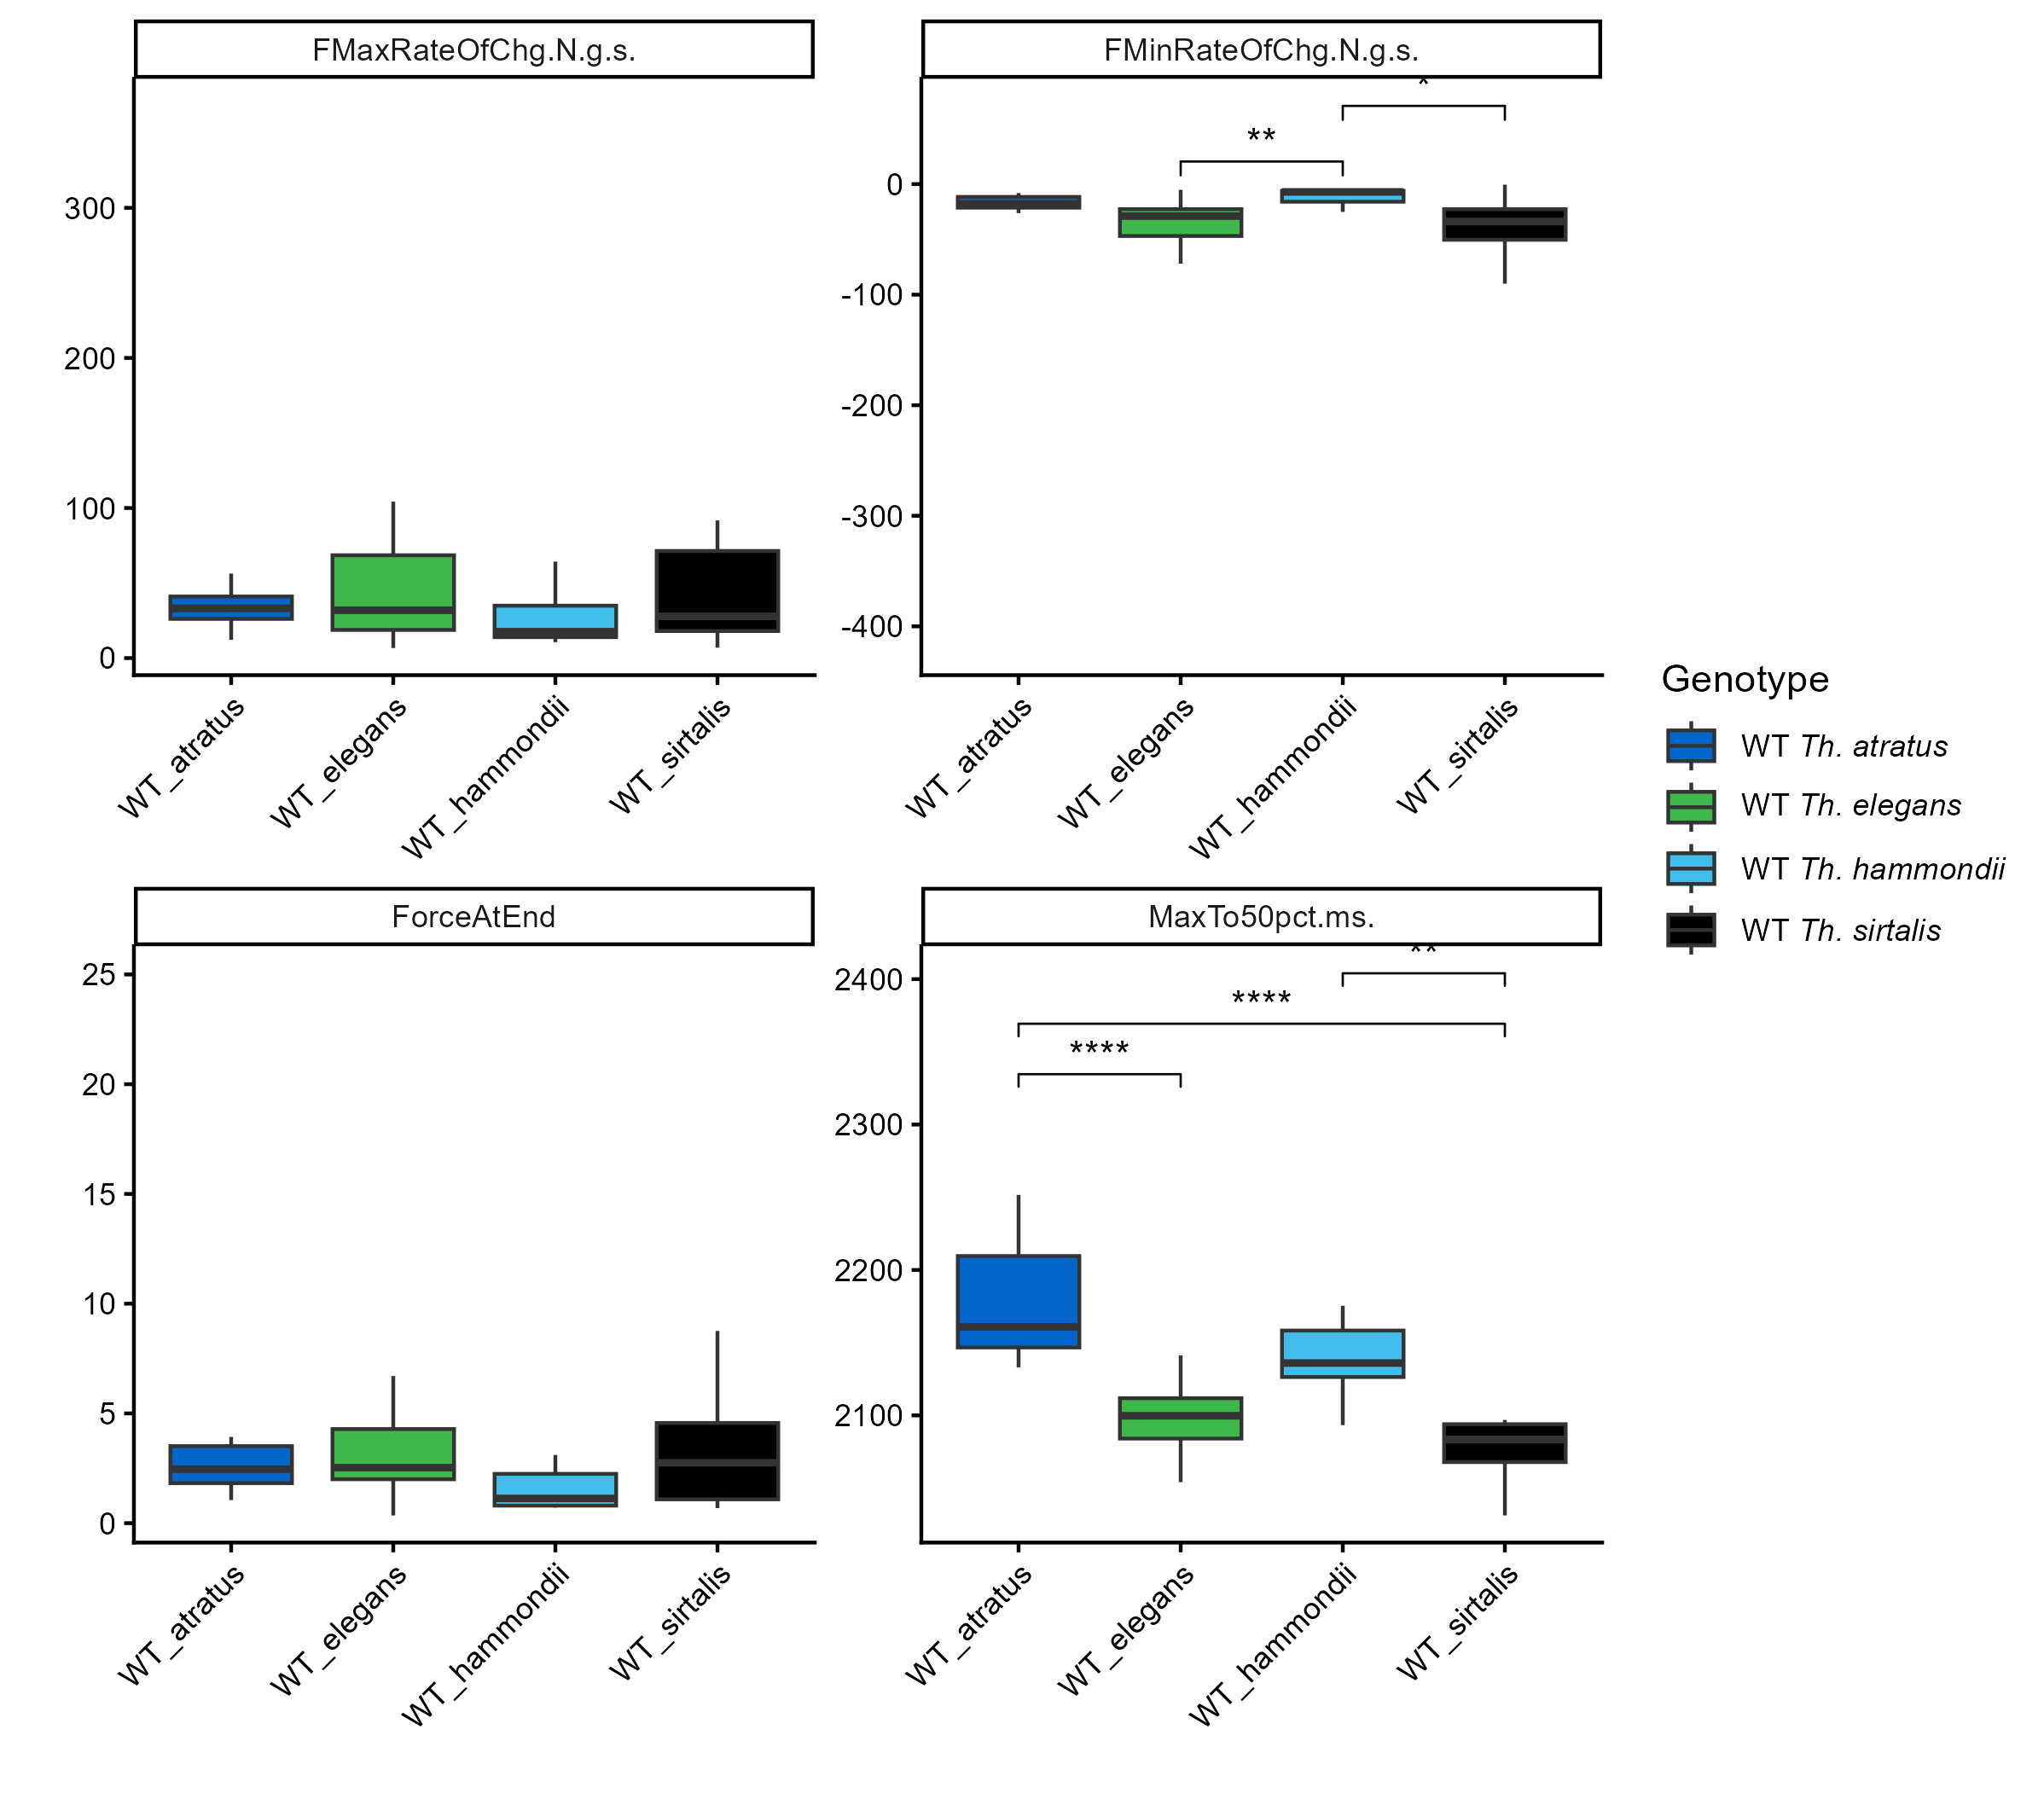 FMaxRateOfChg.N.g.s.
300
200
100
0
WT_atratus
WT_elegans
WT_hammondii
WT_sirtalis
FMinRateOfChg.N.g.s.
*
**
0
-100
-200
-300
-400
WT_atratus
WT_elegans
WT_hammondii
WT_sirtalis
ForceAtEnd
25
20
15
10
5
0
WT_atratus
WT_elegans
WT_hammondii
WT_sirtalis
MaxTo50pct.ms.
**
****
****
2400
2300
2200
2100
WT_atratus
WT_elegans
WT_hammondii
WT_sirtalis
Genotype
WT Th. atratus
WT Th. elegans
WT Th. hammondii
WT Th. sirtalis